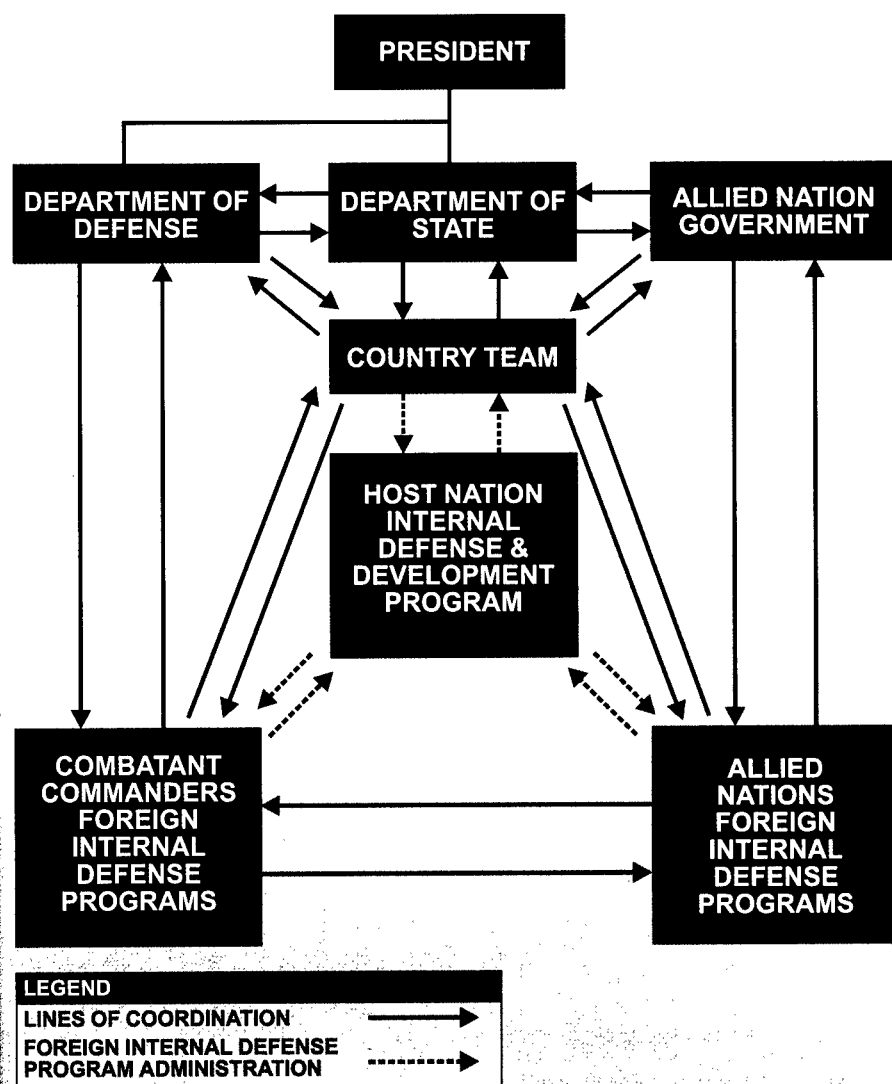 PRESIDENT
DEPARTMENT OF
DEFENSE
DEPARTMENT OF
STATE
ALLIED NATION
GOVERNMENT
COUNTRY TEAM
HOST NATION
INTERNAL
DEFENSE &
DEVELOPMENT
PROGRAM
COMBATANT
COMMANDERS
FOREIGN
INTERNAL
DEFENSE
PROGRAMS
ALLIED
NATIONS
FOREIGN
INTERNAL
DEFENSE
PROGRAMS
LEGEND
LINES OF COORDINATION
FOREIGN INTERNAL DEFENSE
PROGRAM ADMINISTRATION